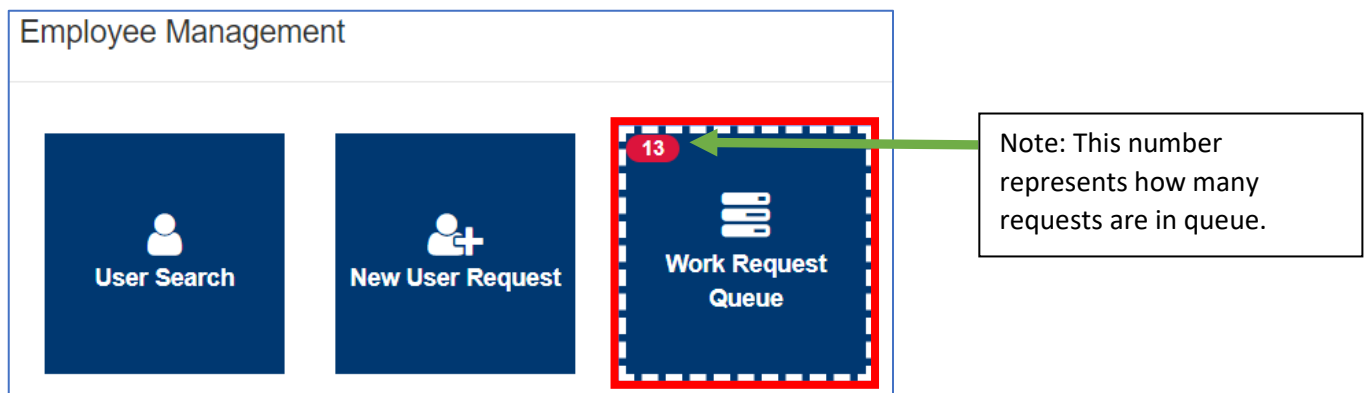 Employee Management
13
User Search
New User Request
Work Request
Queue
Note: This number
represents how many
requests are in queue.